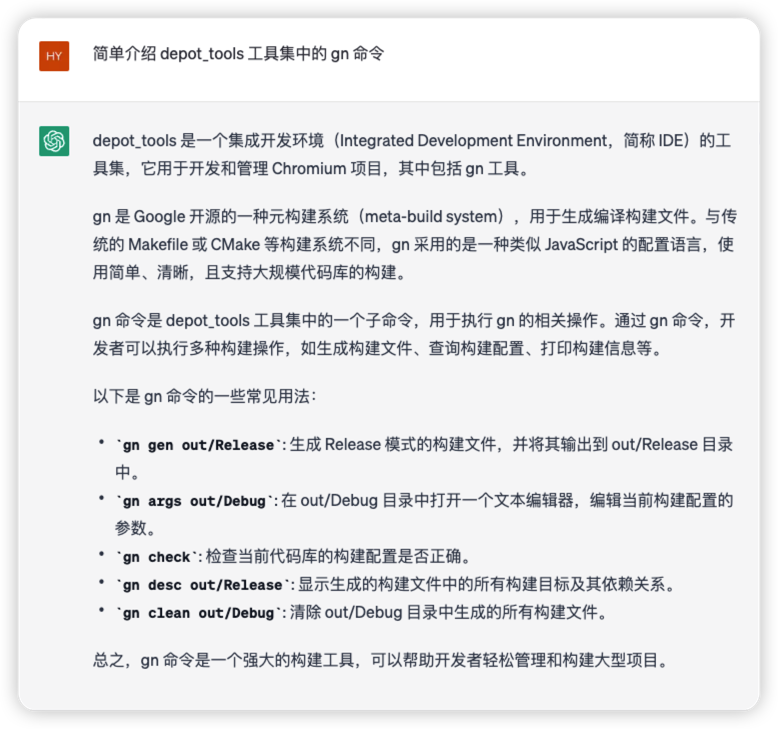 HY
简单介绍 depot_tools 工具集中的 gn 命令
depot_tools 是一个集成开发环境（Integrated Development Environment，简称 IDE）的工
具集，它用于开发和管理 Chromium 项目，其中包括 gn 工具。
gn 是 Google 开源的一种元构建系统（meta-build system），用于生成编译构建文件。与传
统的 Makefile 或 CMake 等构建系统不同，gn 采用的是一种类似 JavaScript 的配置语言，使
用简单、清晰，且支持大规模代码库的构建。
gn 命令是 depot_tools 工具集中的一个子命令，用于执行 gn 的相关操作。通过 gn 命令，开
发者可以执行多种构建操作，如生成构建文件、查询构建配置、打印构建信息等。
以下是 gn 命令的一些常见用法：
• `gn gen out/Release`: 生成 Release 模式的构建文件，并将其输出到 out/Release 目录
中。
• `gn args out/Debug`: 在 out/Debug 目录中打开一个文本编辑器，编辑当前构建配置的
参数。
• `gn check`: 检查当前代码库的构建配置是否正确。
• `gn desc out/Release`: 显示生成的构建文件中的所有构建目标及其依赖关系。
• `gn clean out/Debug`: 清除 out/Debug 目录中生成的所有构建文件。
总之，gn 命令是一个强大的构建工具，可以帮助开发者轻松管理和构建大型项目。